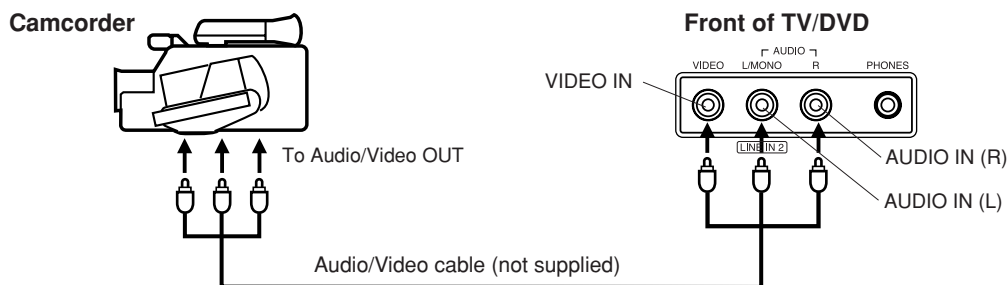 Camcorder
Front of TV/DVD
AUDIO
VIDEO L/MONO R PHONES
VIDEO IN
LINE IN 2
To Audio/Video OUT
AUDIO IN (R)
AUDIO IN (L)
Audio/Video cable (not supplied)